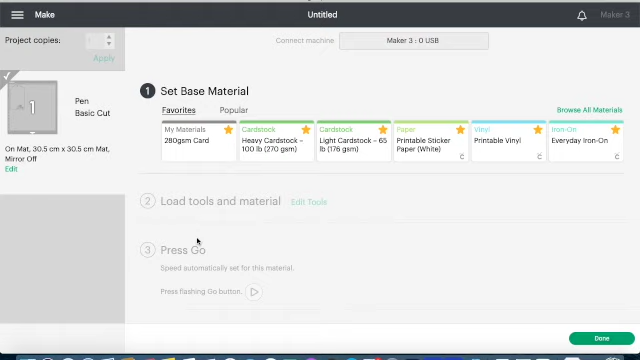 Make
Untitled
Maker 3
Project copies:
Apply
Connect machine
Maker 3 : 0 USB
1
Pen
Basic Cut
On Mat, 30.5 cm x 30.5 cm Mat,
Mirror Off
Edit
1 Set Base Material
Favorites Popular
Browse All Materials
My Materials
280gsm Card
Cardstock
Heavy Cardstock –
100 lb (270 gsm)
Cardstock
Light Cardstock – 65
lb (176 gsm)
Paper
Printable Sticker
Paper (White)
Vinyl
Printable Vinyl
Iron-On
Everyday Iron-On
2 Load tools and material Edit Tools
3 Press Go
Speed automatically set for this material.
Press flashing Go button.
Done